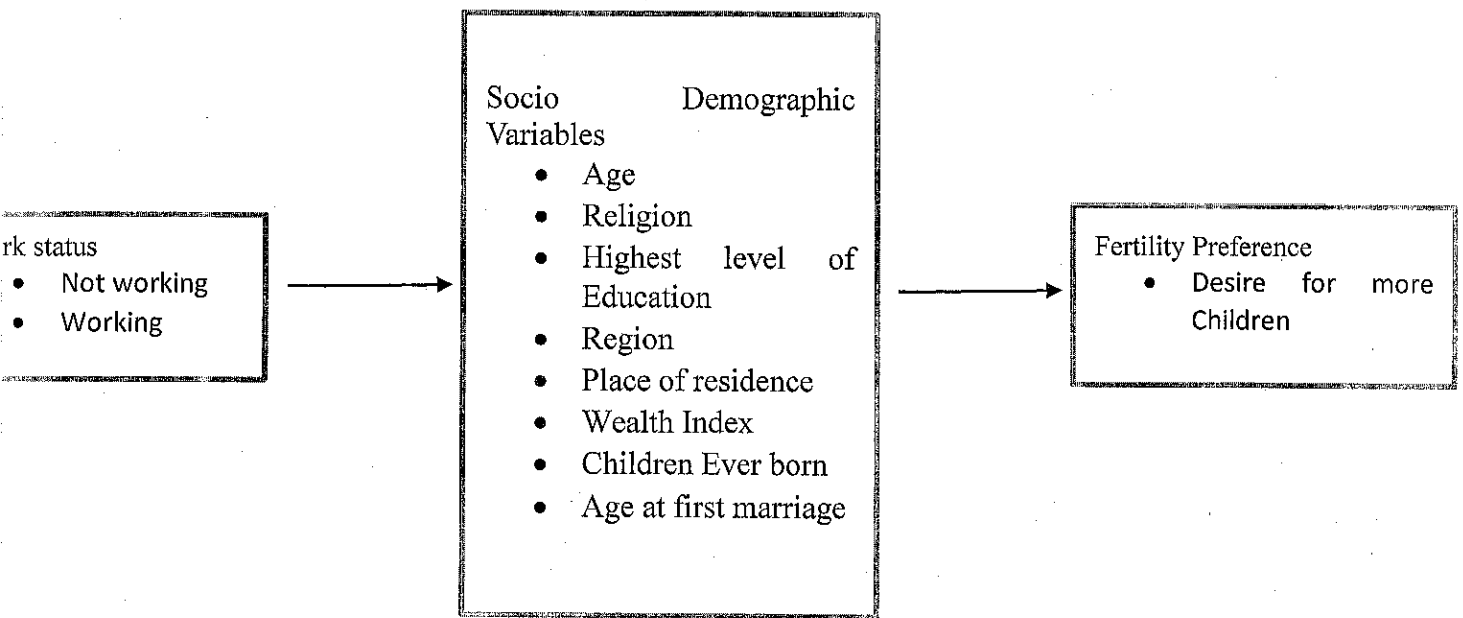 rk status
Not working
Working
Socio Demographic
Variables
Age
Religion
Highest level of
Education
Region
Place of residence
Wealth Index
Children Ever born
Age at first marriage
Fertility Preference
Desire for more
Children